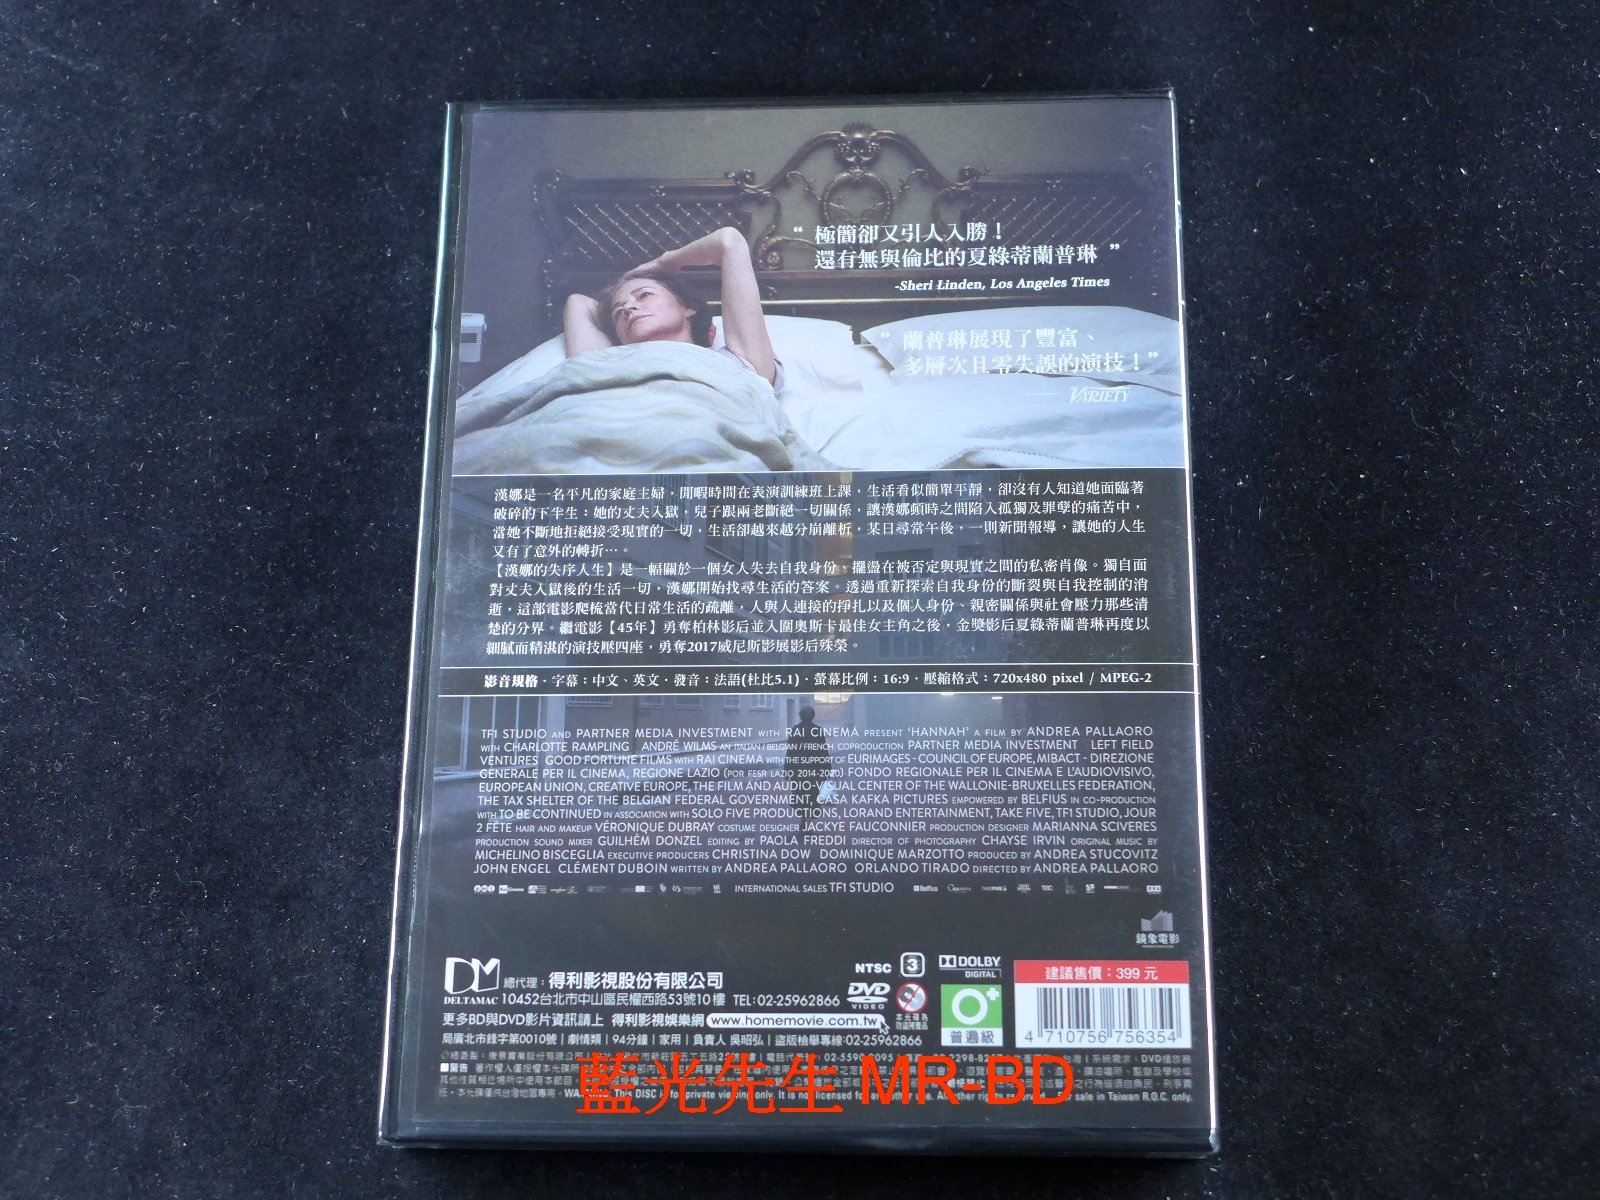 “ 極簡卻又引人入勝！
還有無與倫比的夏綠蒂蘭普琳 ”
-Sheri Linden, Los Angeles Times
“ 蘭普琳展現了豐富、
多層次且零失誤的演技！”
VARIETY
漢娜是一名平凡的家庭主婦，閒暇時間在表演訓練班上課，生活看似簡單平靜，卻沒有人知道她面臨著
破碎的下半生：她的丈夫入獄，兒子跟兩老斷絕一切關係，讓漢娜頓時之間陷入孤獨及罪孽的痛苦中，
當她不斷地拒絕接受現實的一切，生活卻越來越分崩離析，某日尋常午後，一則新聞報導，讓她的人生
又有了意外的轉折⋯。
【漢娜的失序人生】是一幅關於一個女人失去自我身份、擺盪在被否定與現實之間的私密肖像。獨自面
對丈夫入獄後的生活一切，漢娜開始找尋生活的答案。透過重新探索自我身份的斷裂與自我控制的消
逝，這部電影爬梳當代日常生活的疏離，人與人連接的掙扎以及個人身份、親密關係與社會壓力那些清
楚的分界。繼電影【45年】勇奪柏林影后並入圍奧斯卡最佳女主角之後，金獎影后夏綠蒂蘭普琳再度以
細膩而精湛的演技壓四座，勇奪2017威尼斯影展影后殊榮。
影音規格 · 字幕：中文、英文 · 發音：法語(杜比5.1) · 螢幕比例：16:9 · 壓縮格式：720x480 pixel / MPEG-2
TF1 STUDIO AND PARTNER MEDIA INVESTMENT WITH RAI CINEMA PRESENT 'HANNAH' A FILM BY ANDREA PALLAORO
WITH CHARLOTTE RAMPLING ANDRÉ WILMS AN ITALIAN / BELGIAN / FRENCH COPRODUCTION PARTNER MEDIA INVESTMENT LEFT FIELD
VENTURES GOOD FORTUNE FILMS WITH RAI CINEMA WITH THE SUPPORT OF EURIMAGES - COUNCIL OF EUROPE, MIBACT - DIREZIONE
GENERALE PER IL CINEMA, REGIONE LAZIO (POR FESR LAZIO 2014-2020) FONDO REGIONALE PER IL CINEMA E L'AUDIOVISIVO,
EUROPEAN UNION, CREATIVE EUROPE, THE FILM AND AUDIO-VISUAL CENTER OF THE WALLONIE-BRUXELLES FEDERATION,
THE TAX SHELTER OF THE BELGIAN FEDERAL GOVERNMENT, CASA KAFKA PICTURES EMPOWERED BY BELFIUS IN CO-PRODUCTION
WITH TO BE CONTINUED IN ASSOCIATION WITH SOLO FIVE PRODUCTIONS, LORAND ENTERTAINMENT, TAKE FIVE, TF1 STUDIO, JOUR
2 FÊTE HAIR AND MAKEUP VÉRONIQUE DUBRAY COSTUME DESIGNER JACKYE FAUCONNIER PRODUCTION DESIGNER MARIANNA SCIVERES
PRODUCTION SOUND MIXER GUILHEM DONZEL EDITING BY PAOLA FREDDI DIRECTOR OF PHOTOGRAPHY CHAYSE IRVIN ORIGINAL MUSIC BY
MICHELINO BISCEGLIA EXECUTIVE PRODUCERS CHRISTINA DOW DOMINIQUE MARZOTTO PRODUCED BY ANDREA STUCOVITZ
JOHN ENGEL CLÉMENT DUBOIN WRITTEN BY ANDREA PALLAORO ORLANDO TIRADO DIRECTED BY ANDREA PALLAORO
INTERNATIONAL SALES TF1 STUDIO
鏡象電影
DELTAMAC
總代理：得利影視股份有限公司
10452台北市中山區民權西路53號10樓 TEL：02-25962866
更多BD與DVD影片資訊請上 得利影視娛樂網 www.homemovie.com.tw
局廣北市錄字第0010號 | 劇情類 | 94分鐘 | 家用 | 負責人 吳昭弘 | 盜版檢舉專線：02-25962866
NTSC 3 DOLBY DIGITAL
DVD VIDEO
普遍級
建議售價：399 元
4 710756 756354
藍光先生 MR-BD
This DISC is for private viewing only. It is not licensed for any other use. All other rights reserved. For sale in Taiwan R.O.C. only.